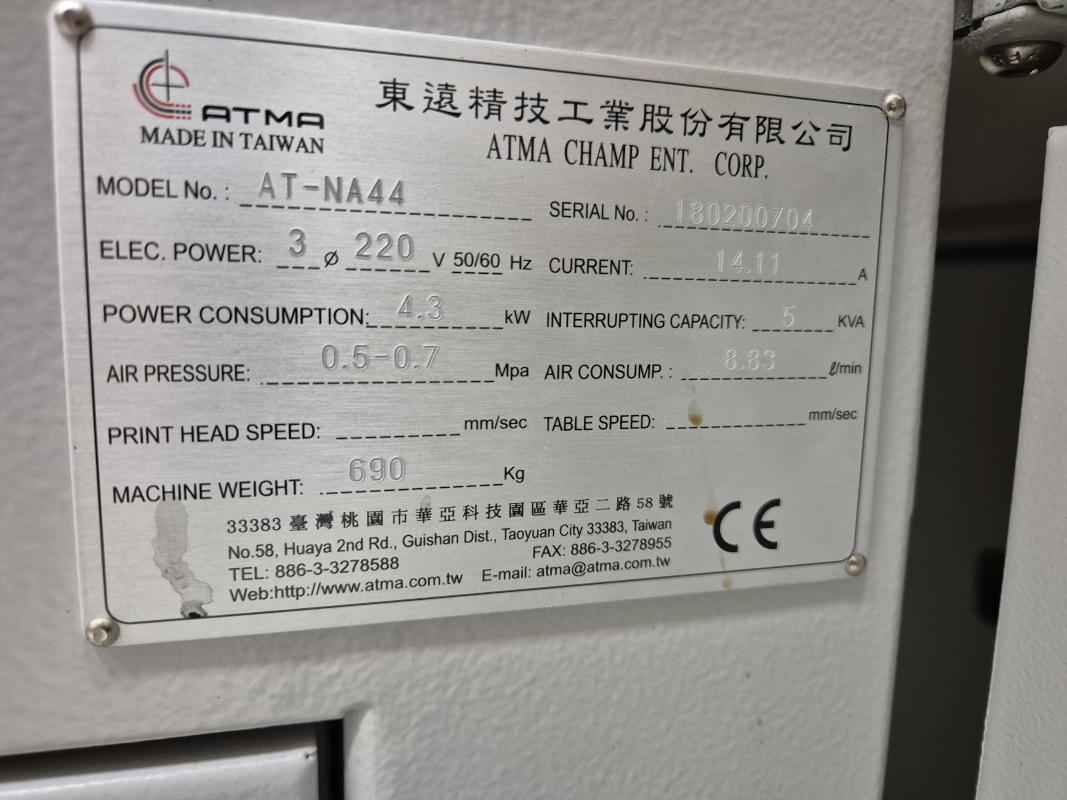 ATMA
MADE IN TAIWAN
東遠精技工業股份有限公司
ATMA CHAMP ENT. CORP.
MODEL No. : AT-NA44
SERIAL No. : 180200704
ELEC. POWER: 3 ø 220 V 50/60 Hz
CURRENT: 14.11 A
POWER CONSUMPTION: 4.3 kW
INTERRUPTING CAPACITY: 5 KVA
AIR PRESSURE: 0.5-0.7 Mpa
AIR CONSUMP. : 8.83 ℓ/min
PRINT HEAD SPEED: mm/sec
TABLE SPEED: mm/sec
MACHINE WEIGHT: 690 Kg
33383 臺灣桃園市華亞科技園區華亞二路58號
No.58, Huaya 2nd Rd., Guishan Dist., Taoyuan City 33383, Taiwan
TEL: 886-3-3278588 FAX: 886-3-3278955
Web:http://www.atma.com.tw E-mail: atma@atma.com.tw
CE